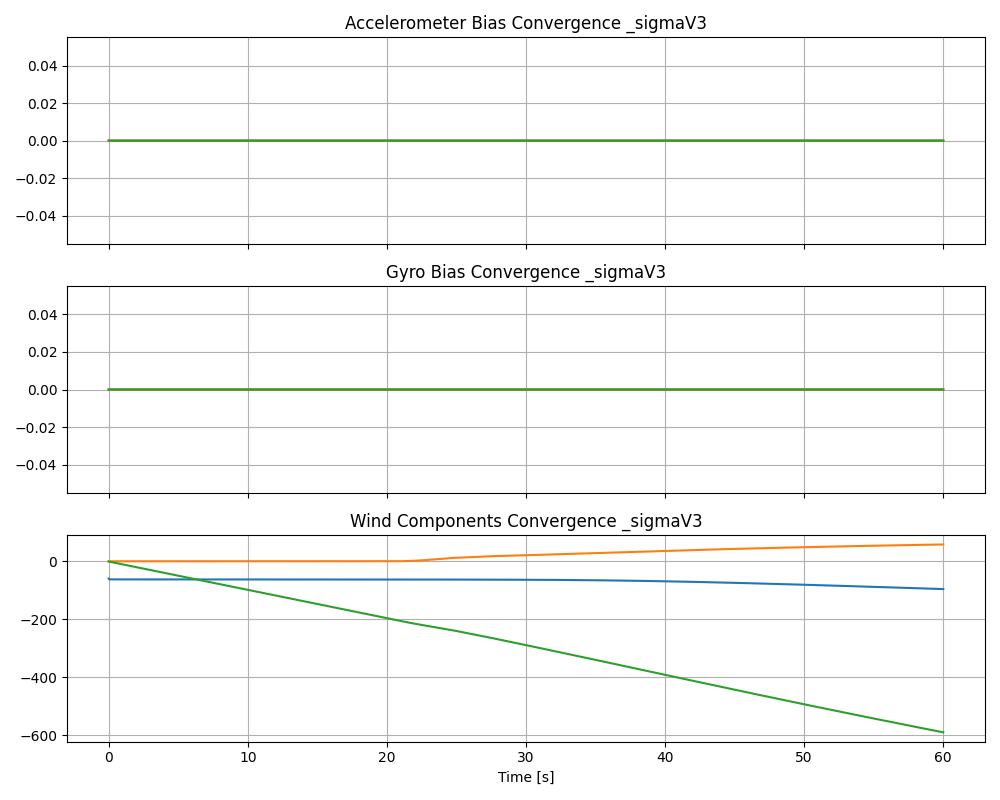 Accelerometer Bias Convergence _sigmaV3
0.04
0.02
0.00
−0.02
−0.04
Gyro Bias Convergence _sigmaV3
0.04
0.02
0.00
−0.02
−0.04
Wind Components Convergence _sigmaV3
0
−200
−400
−600
0 10 20 30 40 50 60
Time [s]